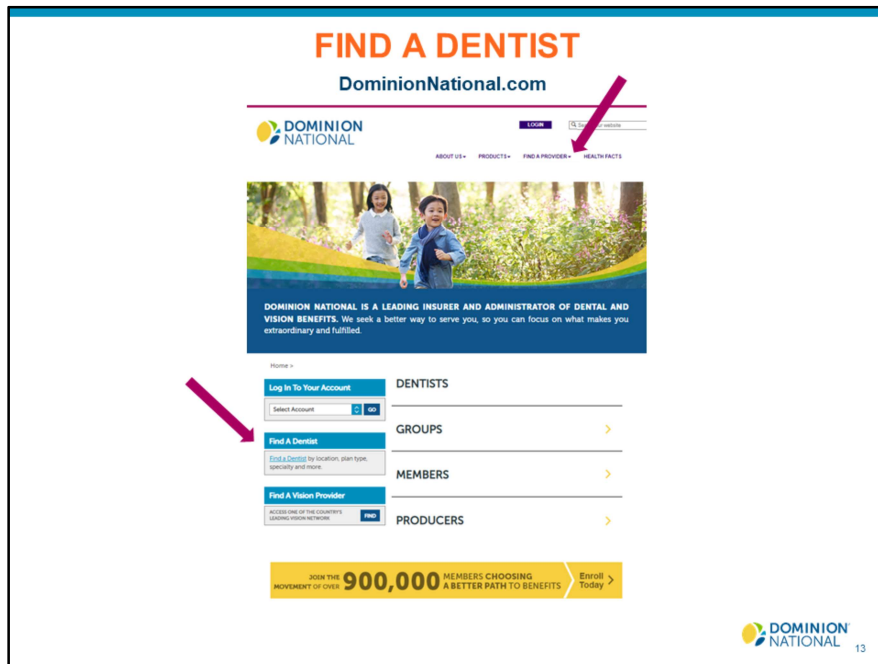 FIND A DENTIST
DominionNational.com
DOMINION
NATIONAL
LOGIN
website
ABOUT US
PRODUCTS
FIND A PROVIDER
HEALTH FACTS
DOMINION NATIONAL IS A LEADING INSURER AND ADMINISTRATOR OF DENTAL AND
VISION BENEFITS. We seek a better way to serve you, so you can focus on what makes you
extraordinary and fulfilled.
Home >
Log In To Your Account
Select Account
GO
Find A Dentist
Find a Dentist by location, plan type,
specialty and more.
Find A Vision Provider
ACCESS ONE OF THE COUNTRY'S
LEADING VISION NETWORK
FIND
DENTISTS
GROUPS
MEMBERS
PRODUCERS
JOIN THE
MOVEMENT OF OVER
900,000
MEMBERS CHOOSING
A BETTER PATH TO BENEFITS
Enroll
Today
DOMINION
NATIONAL
13